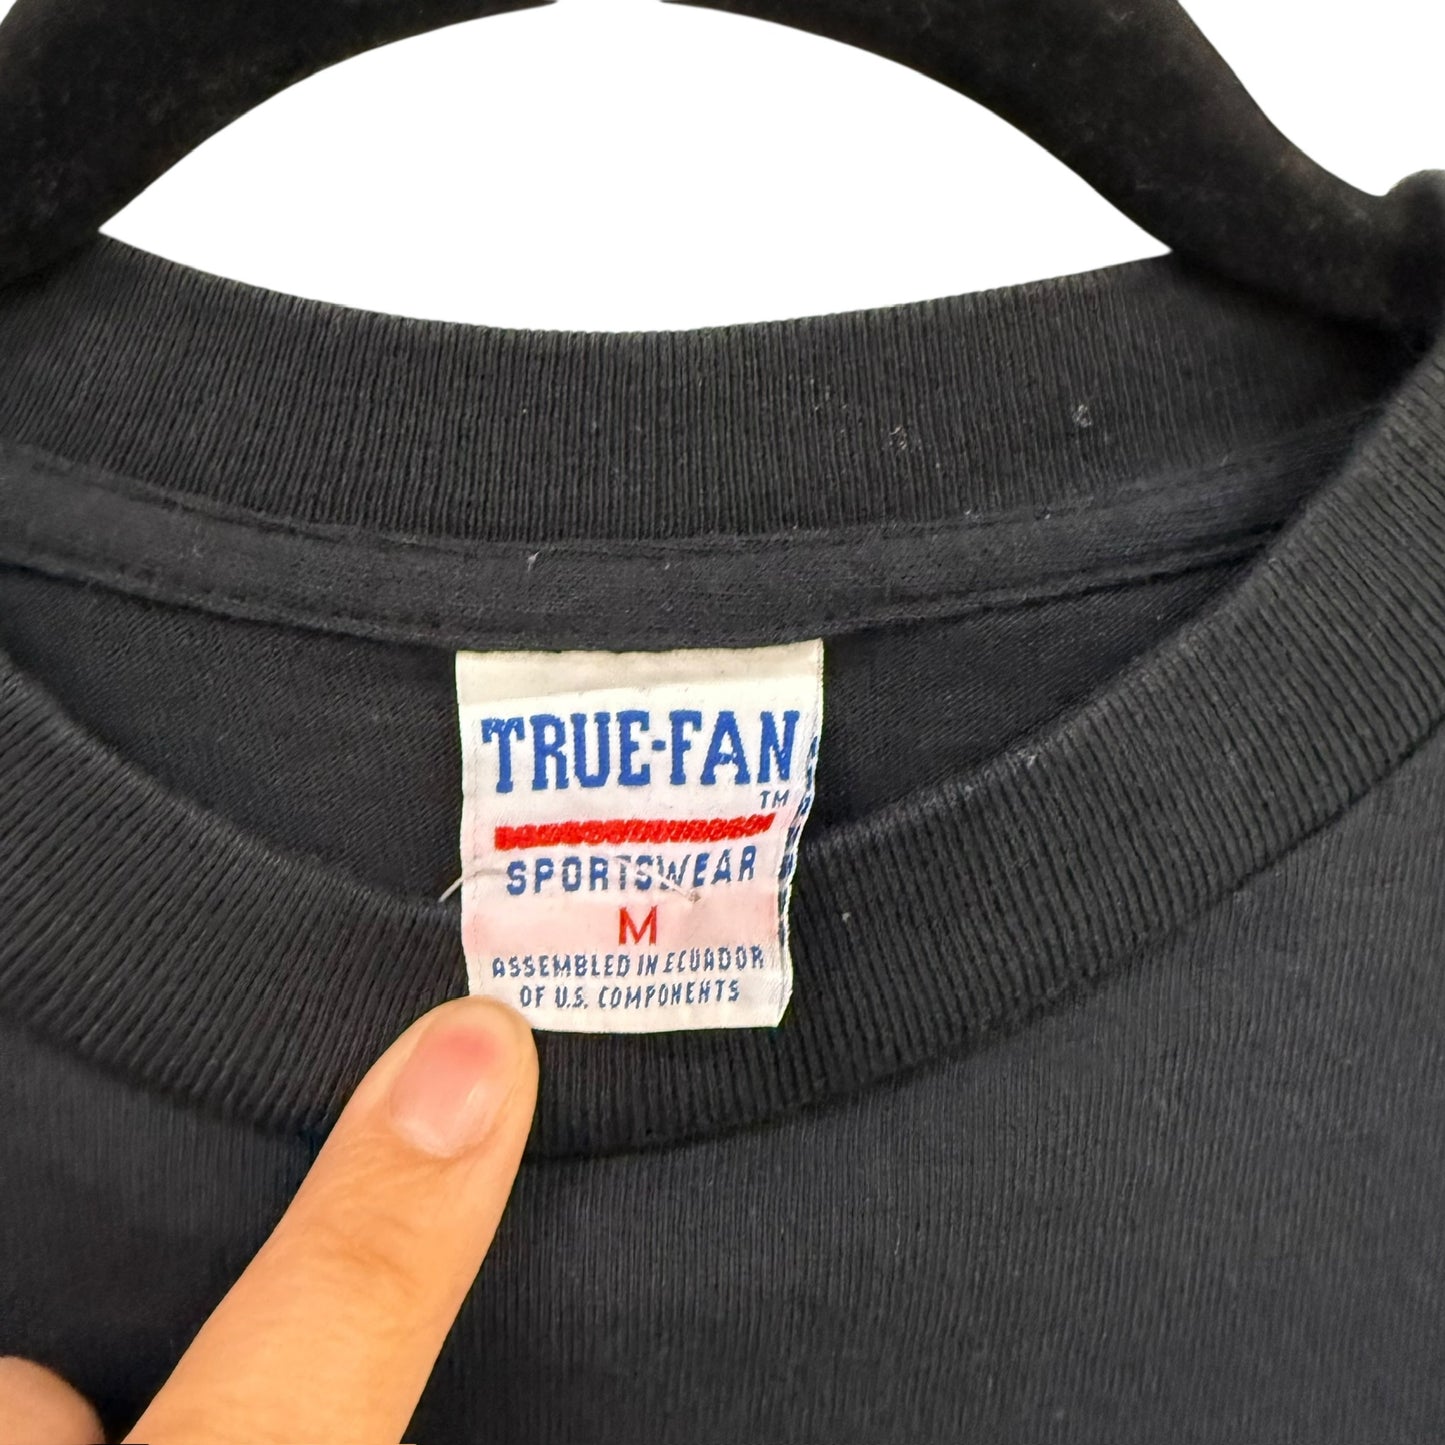 TRUE-FAN
TM
SPORTSWEAR
M
ASSEMBLED IN ECUADOR
OF U.S. COMPONENTS